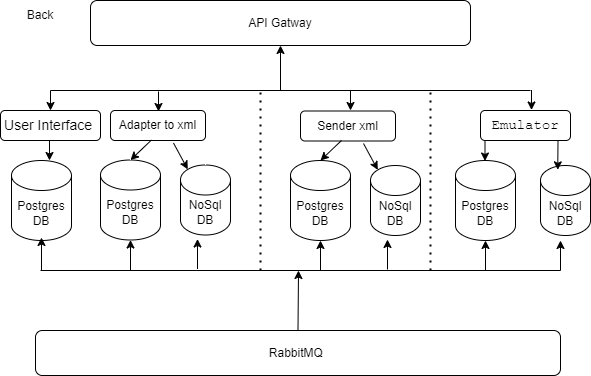 Back
API Gatway
User Interface
Adapter to xml
Sender xml
Emulator
Postgres
DB
Postgres
DB
NoSql
DB
Postgres
DB
NoSql
DB
Postgres
DB
NoSql
DB
RabbitMQ